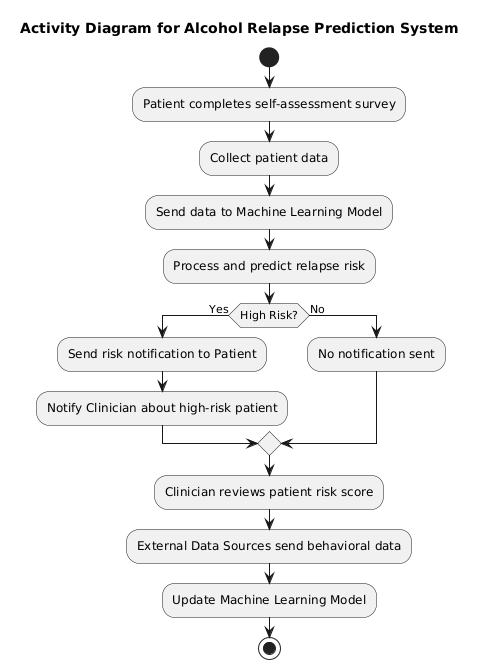 Activity Diagram for Alcohol Relapse Prediction System
Patient completes self-assessment survey
Collect patient data
Send data to Machine Learning Model
Process and predict relapse risk
Yes
High Risk?
No
Send risk notification to Patient
No notification sent
Notify Clinician about high-risk patient
Clinician reviews patient risk score
External Data Sources send behavioral data
Update Machine Learning Model